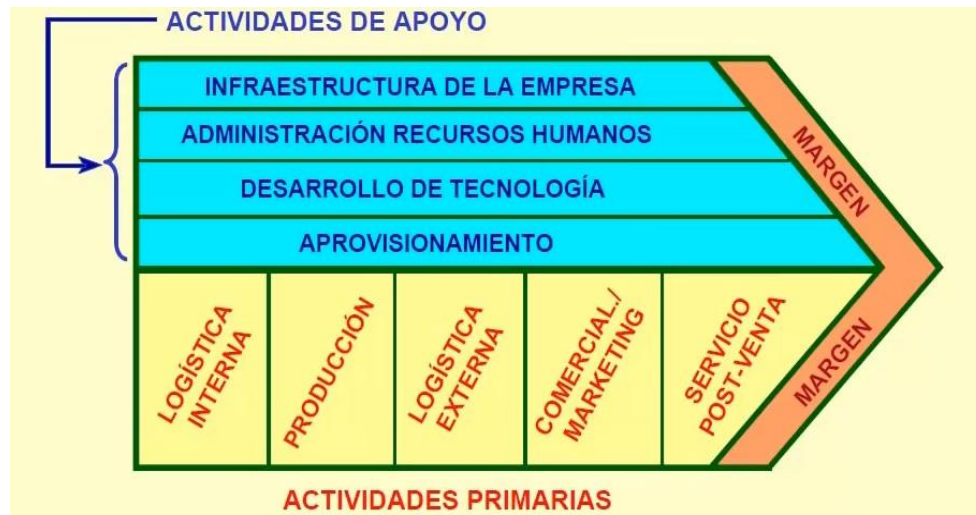 ACTIVIDADES DE APOYO
INFRAESTRUCTURA DE LA EMPRESA
ADMINISTRACIÓN RECURSOS HUMANOS
DESARROLLO DE TECNOLOGÍA
APROVISIONAMIENTO
MARGEN
LOGÍSTICA
INTERNA
PRODUCCIÓN
LOGÍSTICA
EXTERNA
COMERCIAL./
MARKETING
SERVICIO
POST-VENTA
MARGEN
ACTIVIDADES PRIMARIAS